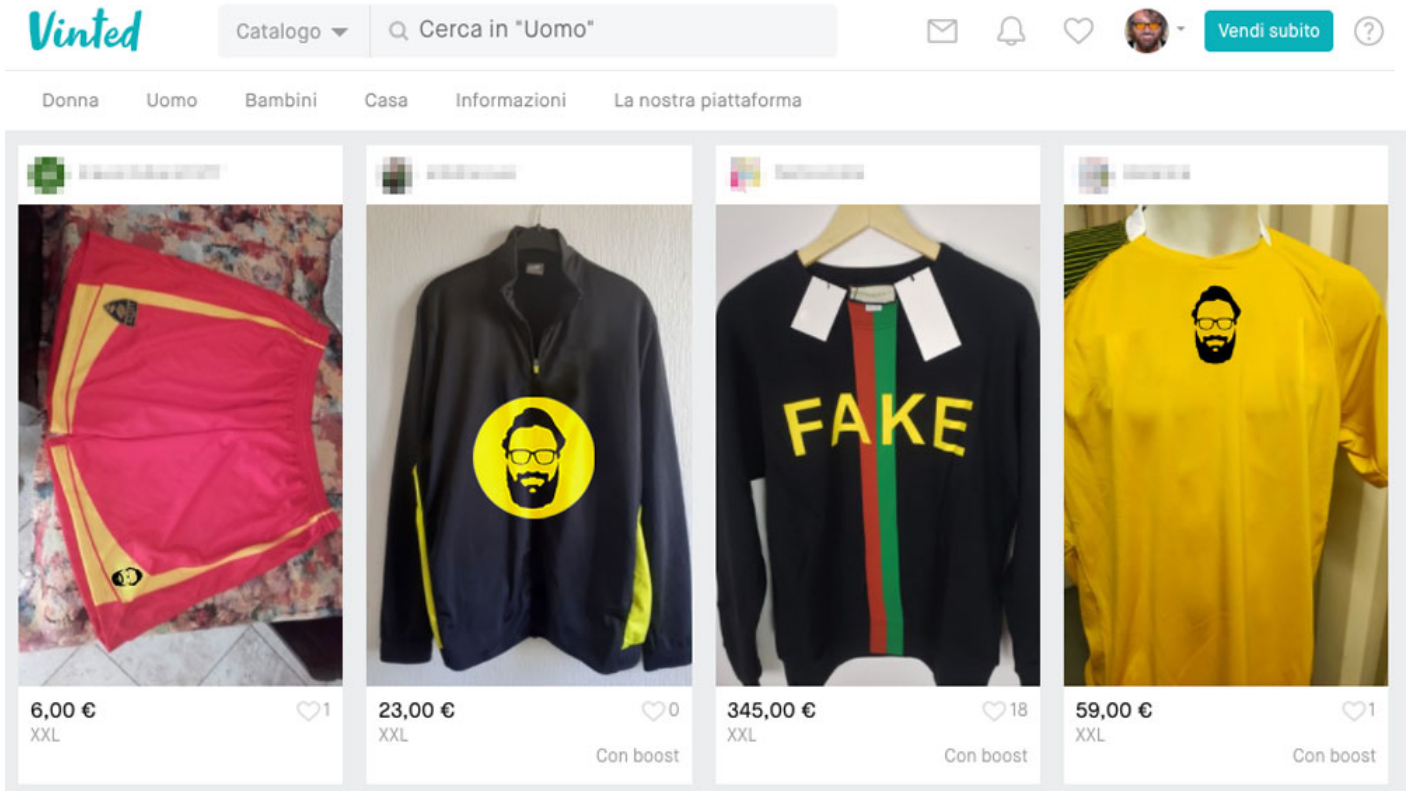 Vinted
Catalogo
Cerca in "Uomo"
Vendi subito
?
Donna Uomo Bambini Casa Informazioni La nostra piattaforma
FAKE
6,00 € 1
XXL
23,00 € 0
XXL
Con boost
345,00 € 18
XXL
Con boost
59,00 € 1
XXL
Con boost